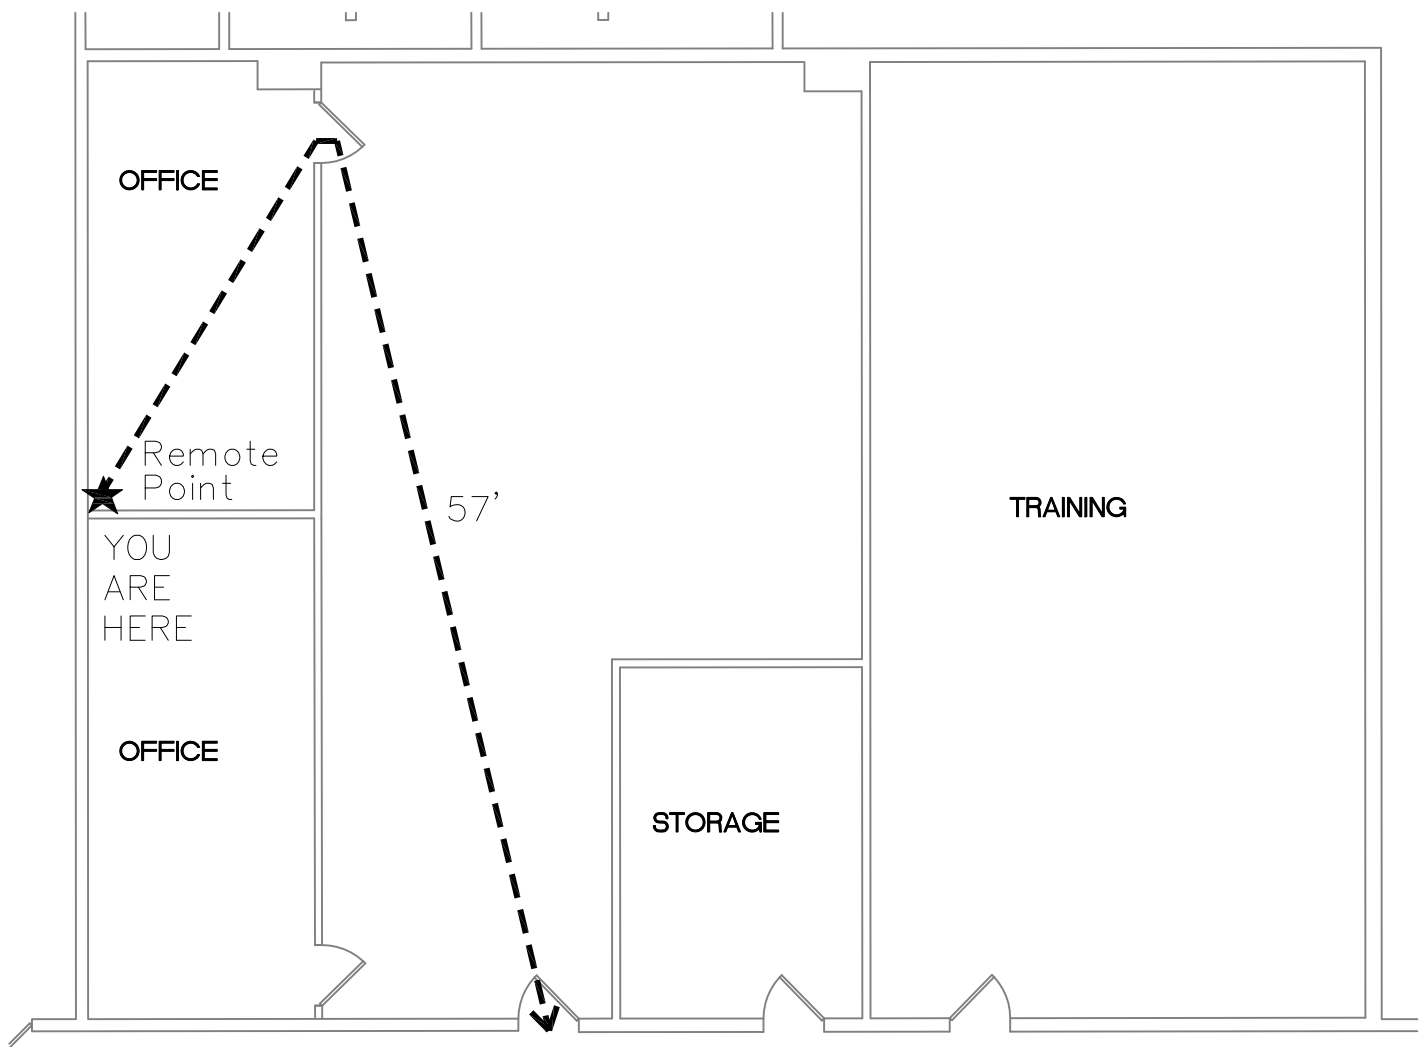 OFFICE
Remote
Point
57'
TRAINING
YOU
ARE
HERE
OFFICE
STORAGE